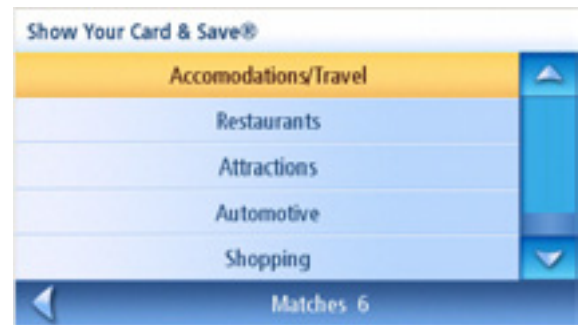 Show Your Card & Save®
Accomodations/Travel
Restaurants
Attractions
Automotive
Shopping
Matches 6